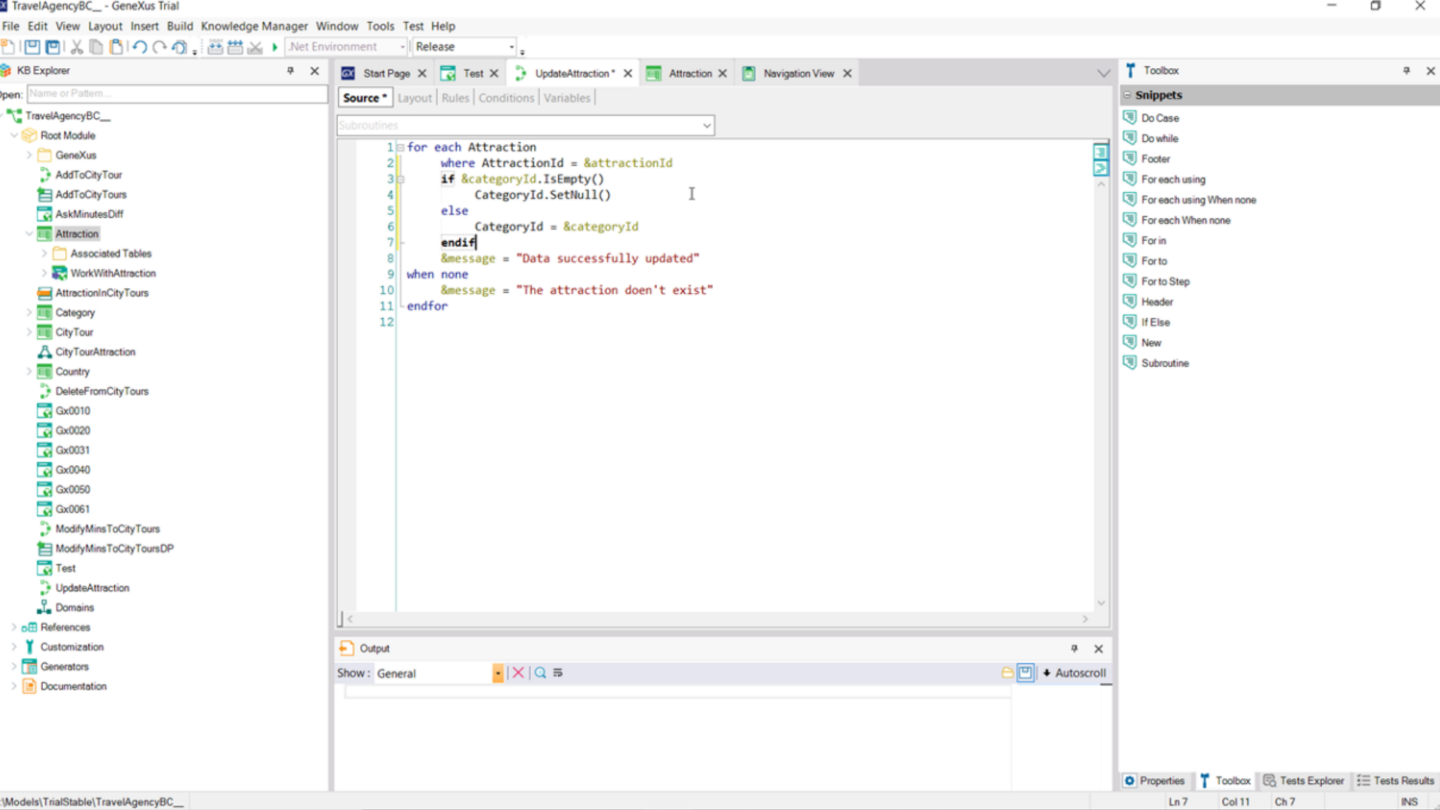 TravelAgencyBC__ - GeneXus Trial
File Edit View Layout Insert Build Knowledge Manager Window Tools Test Help
.Net Environment Release
KB Explorer
Open: Name or Pattern...
TravelAgencyBC__
Root Module
GeneXus
AddToCityTour
AddToCityTours
AskMinutesDiff
Attraction
Associated Tables
WorkWithAttraction
AttractionInCityTours
Category
CityTour
CityTourAttraction
Country
DeleteFromCityTours
Gx0010
Gx0020
Gx0031
Gx0040
Gx0050
Gx0061
ModifyMinsToCityTours
ModifyMinsToCityToursDP
Test
UpdateAttraction
Domains
References
Customization
Generators
Documentation
Start Page Test UpdateAttraction * Attraction Navigation View
Source * Layout Rules Conditions Variables
Subroutines
1 for each Attraction
2 where AttractionId = &attractionId
3 if &categoryId.IsEmpty()
4 CategoryId.SetNull()
5 else
6 CategoryId = &categoryId
7 endif
8 &message = "Data successfully updated"
9 when none
10 &message = "The attraction doen't exist"
11 endfor
12
Output
Show: General Autoscroll
Toolbox
Snippets
Do Case
Do while
Footer
For each using
For each using When none
For each When none
For in
For to
For to Step
Header
If Else
New
Subroutine
Properties Toolbox Tests Explorer Tests Results
:\Models\TrialStable\TravelAgencyBC__ Ln 7 Col 11 Ch 7 INS